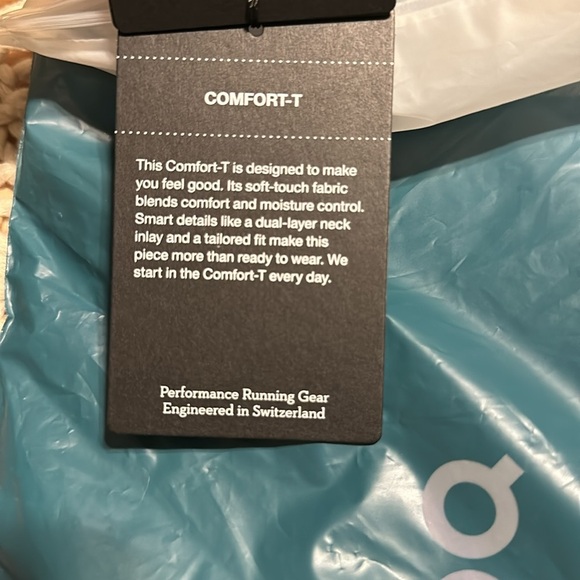 COMFORT-T
This Comfort-T is designed to make
you feel good. Its soft-touch fabric
blends comfort and moisture control.
Smart details like a dual-layer neck
inlay and a tailored fit make this
piece more than ready to wear. We
start in the Comfort-T every day.
Performance Running Gear
Engineered in Switzerland